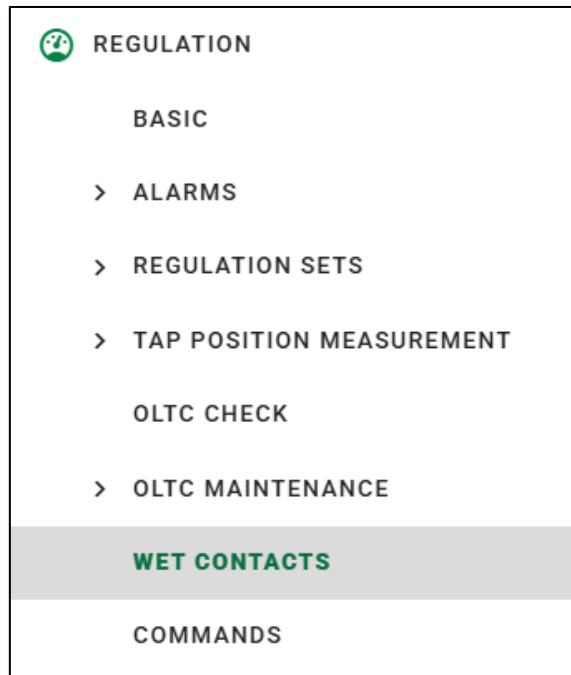 REGULATION
BASIC
ALARMS
REGULATION SETS
TAP POSITION MEASUREMENT
OLTC CHECK
OLTC MAINTENANCE
WET CONTACTS
COMMANDS